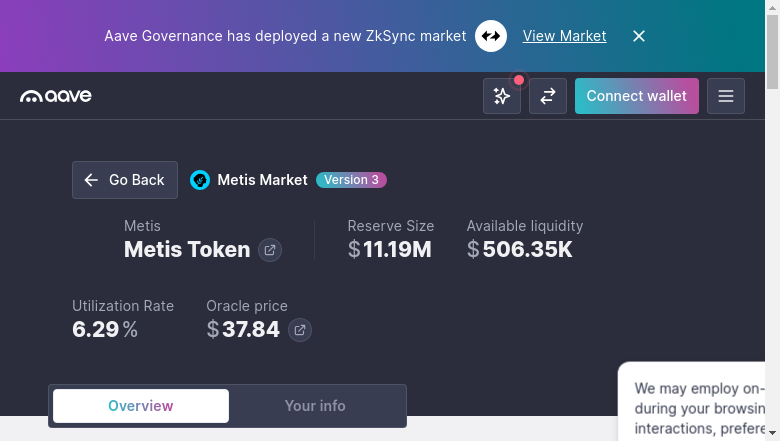 Aave Governance has deployed a new ZkSync market View Market
aave
Connect wallet
Go Back
Metis Market
Version 3
Metis
Metis Token
Reserve Size
$11.19M
Available liquidity
$506.35K
Utilization Rate
6.29%
Oracle price
$37.84
Overview
Your info
We may employ on-
during your browsin
interactions, prefere